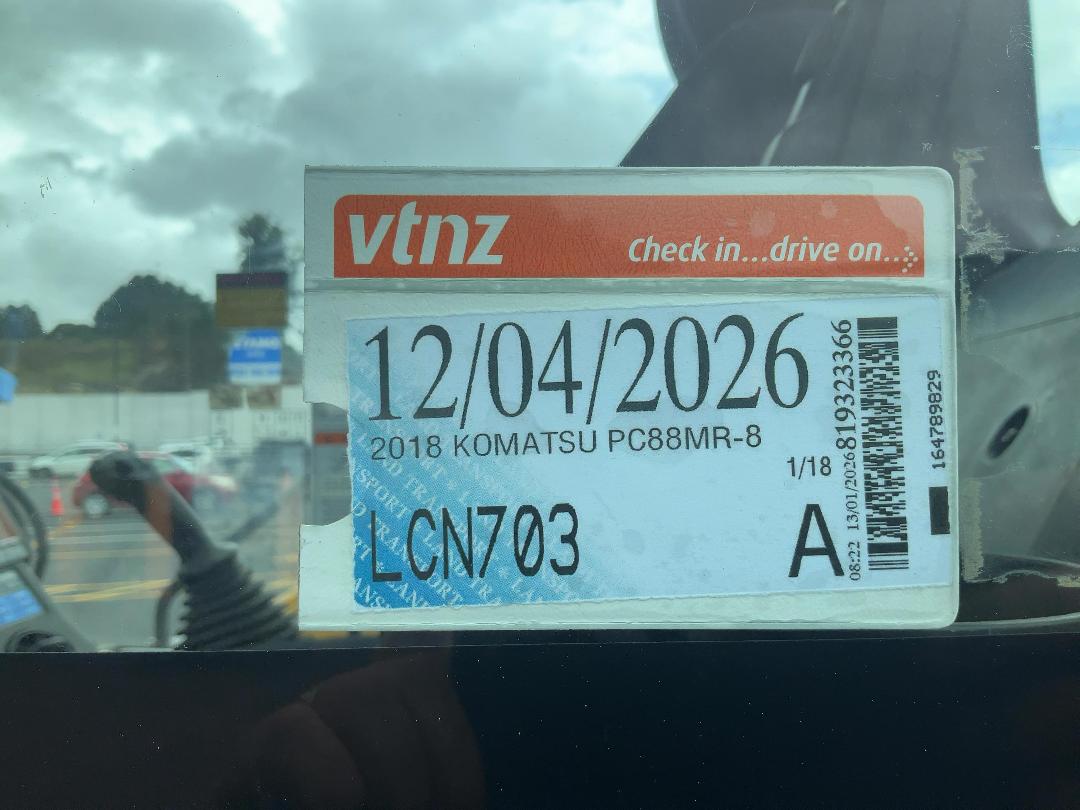 vtnz
Check in...drive on...
12/04/2026
2018 KOMATSU PC88MR-8
1/18
LCN703
A
08:22 13/01/2026
819323366
164789829